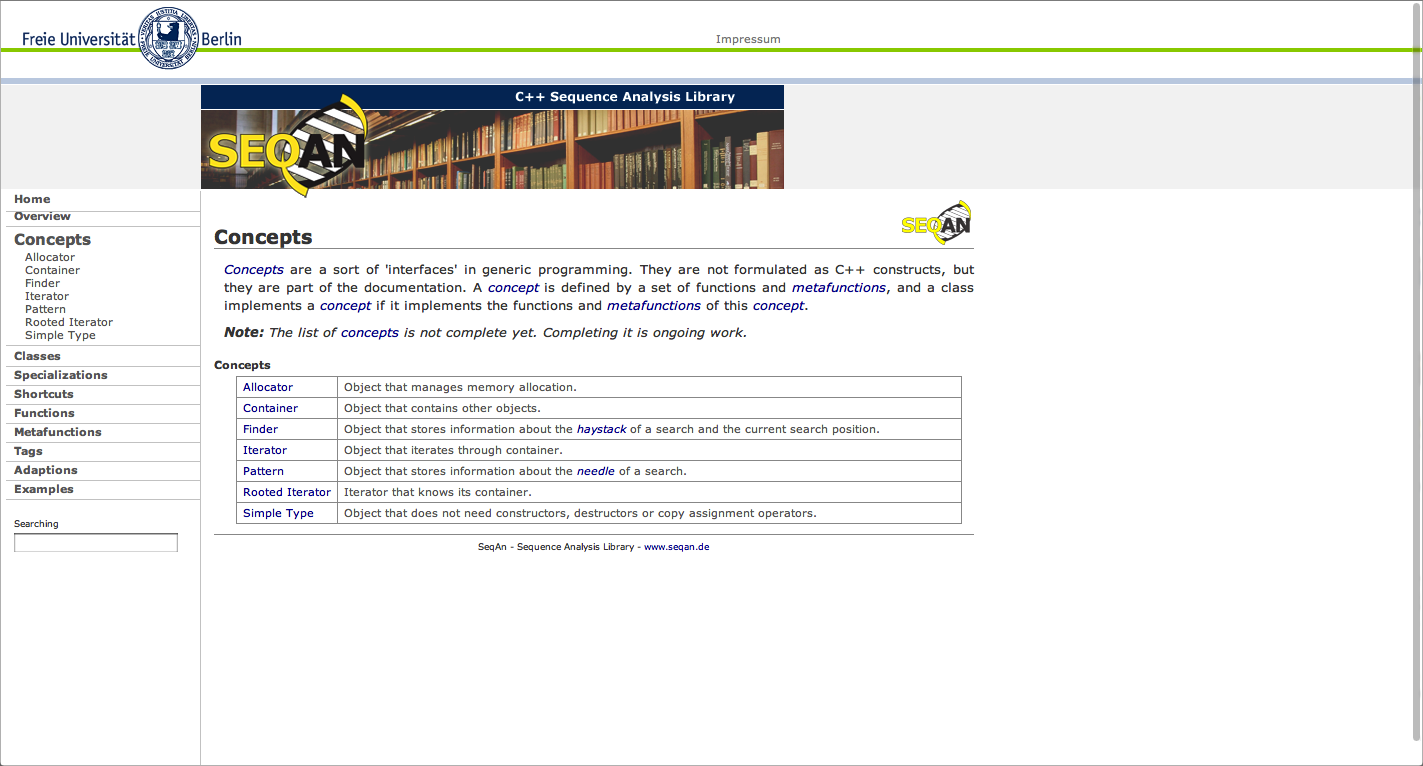 Freie Universität Berlin
Impressum
C++ Sequence Analysis Library
SEQAN
Home
Overview
Concepts
Allocator
Container
Finder
Iterator
Pattern
Rooted Iterator
Simple Type
Classes
Specializations
Shortcuts
Functions
Metafunctions
Tags
Adaptions
Examples
Searching
SEQAN
Concepts
Concepts are a sort of 'interfaces' in generic programming. They are not formulated as C++ constructs, but
they are part of the documentation. A concept is defined by a set of functions and metafunctions, and a class
implements a concept if it implements the functions and metafunctions of this concept.
Note: The list of concepts is not complete yet. Completing it is ongoing work.
Concepts
Allocator Object that manages memory allocation.
Container Object that contains other objects.
Finder Object that stores information about the haystack of a search and the current search position.
Iterator Object that iterates through container.
Pattern Object that stores information about the needle of a search.
Rooted Iterator Iterator that knows its container.
Simple Type Object that does not need constructors, destructors or copy assignment operators.
SeqAn - Sequence Analysis Library - www.seqan.de